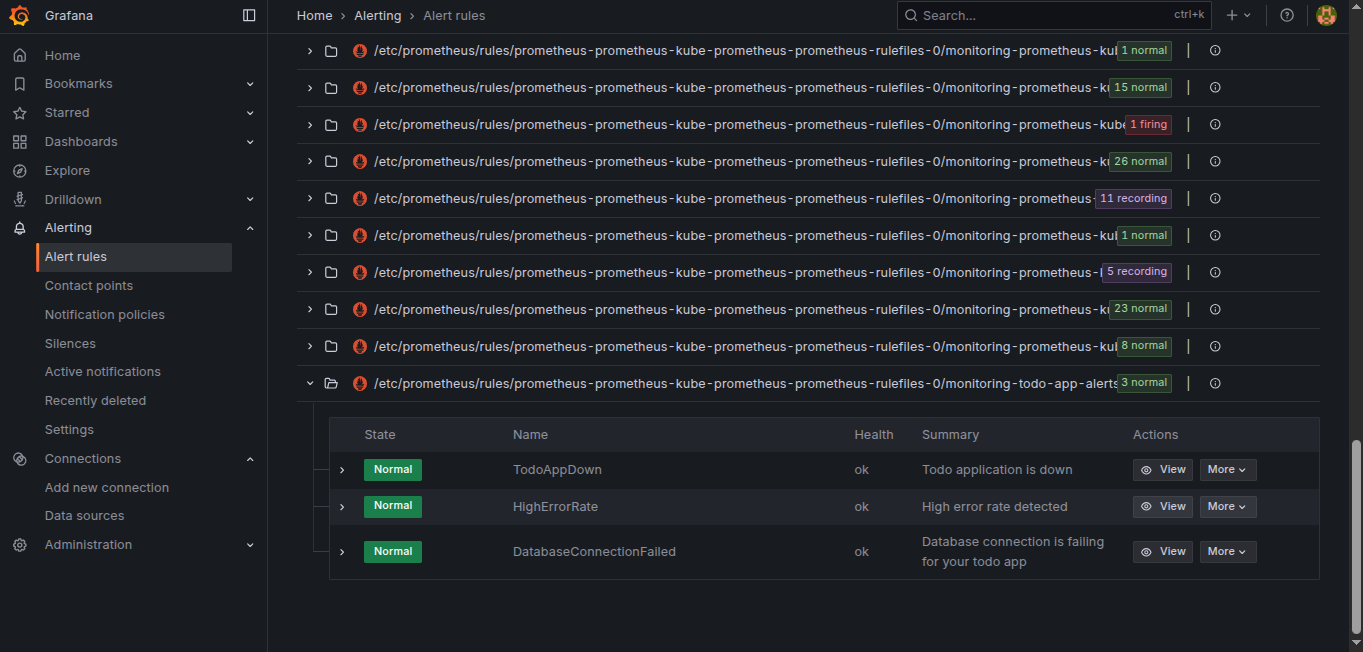 Grafana
Home › Alerting › Alert rules
Search...
ctrl+k
Home
Bookmarks
Starred
Dashboards
Explore
Drilldown
Alerting
Alert rules
Contact points
Notification policies
Silences
Active notifications
Recently deleted
Settings
Connections
Add new connection
Data sources
Administration
/etc/prometheus/rules/prometheus-prometheus-kube-prometheus-prometheus-rulefiles-0/monitoring-prometheus-kul 1 normal
/etc/prometheus/rules/prometheus-prometheus-kube-prometheus-prometheus-rulefiles-0/monitoring-prometheus-k 15 normal
/etc/prometheus/rules/prometheus-prometheus-kube-prometheus-prometheus-rulefiles-0/monitoring-prometheus-kube 1 firing
/etc/prometheus/rules/prometheus-prometheus-kube-prometheus-prometheus-rulefiles-0/monitoring-prometheus-k 26 normal
/etc/prometheus/rules/prometheus-prometheus-kube-prometheus-prometheus-rulefiles-0/monitoring-prometheus- 11 recording
/etc/prometheus/rules/prometheus-prometheus-kube-prometheus-prometheus-rulefiles-0/monitoring-prometheus-ku 1 normal
/etc/prometheus/rules/prometheus-prometheus-kube-prometheus-prometheus-rulefiles-0/monitoring-prometheus- 5 recording
/etc/prometheus/rules/prometheus-prometheus-kube-prometheus-prometheus-rulefiles-0/monitoring-prometheus-k 23 normal
/etc/prometheus/rules/prometheus-prometheus-kube-prometheus-prometheus-rulefiles-0/monitoring-prometheus-ku 8 normal
/etc/prometheus/rules/prometheus-prometheus-kube-prometheus-prometheus-rulefiles-0/monitoring-todo-app-alerts 3 normal
State Name Health Summary Actions
Normal TodoAppDown ok Todo application is down View More
Normal HighErrorRate ok High error rate detected View More
Normal DatabaseConnectionFailed ok Database connection is failing
for your todo app View More